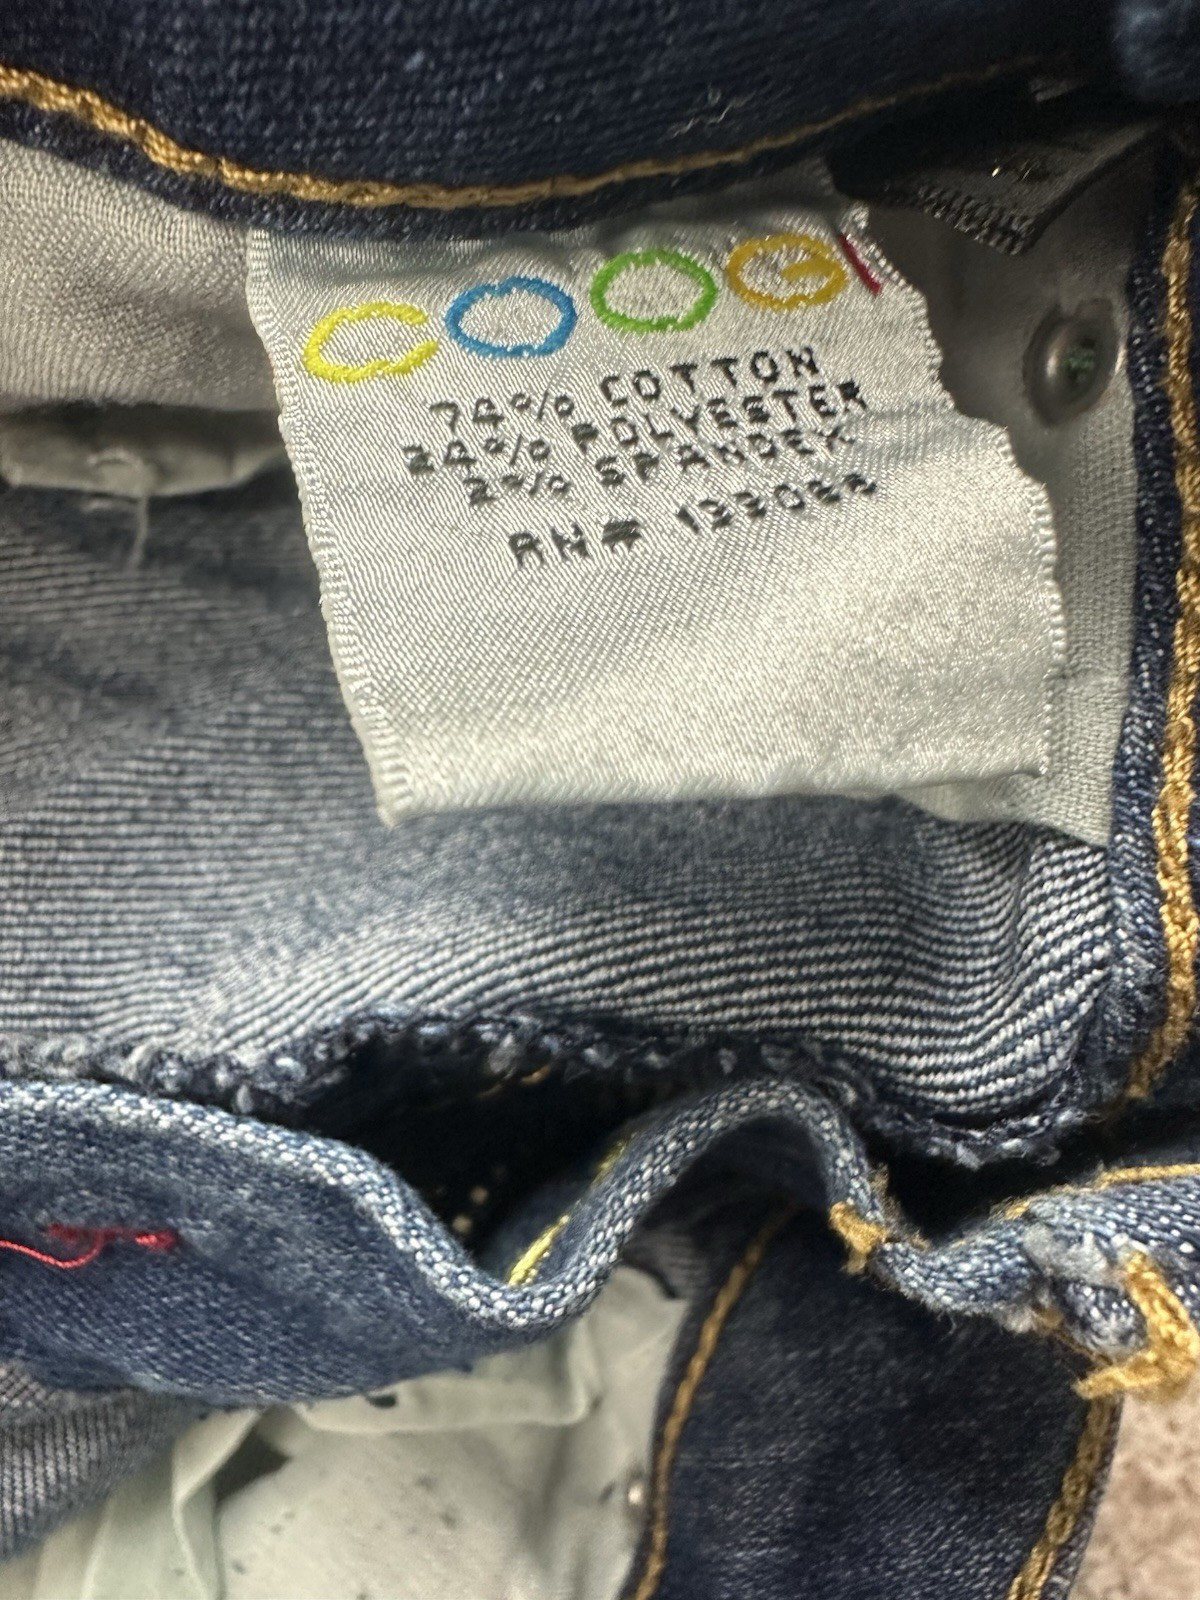 COOGI
74% COTTON
24% POLYESTER
2% SPANDEX
RN#